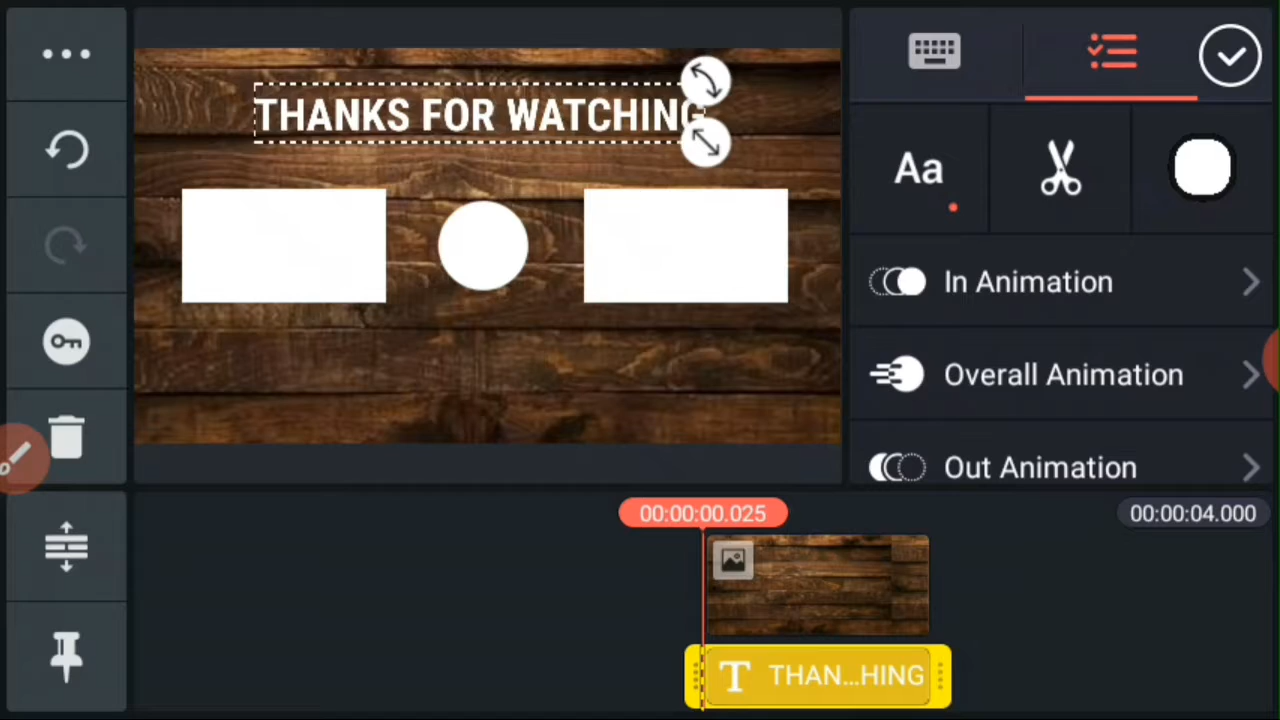 THANKS FOR WATCHING
Aa
In Animation
Overall Animation
Out Animation
00:00:00.025
00:00:04.000
T THAN...HING